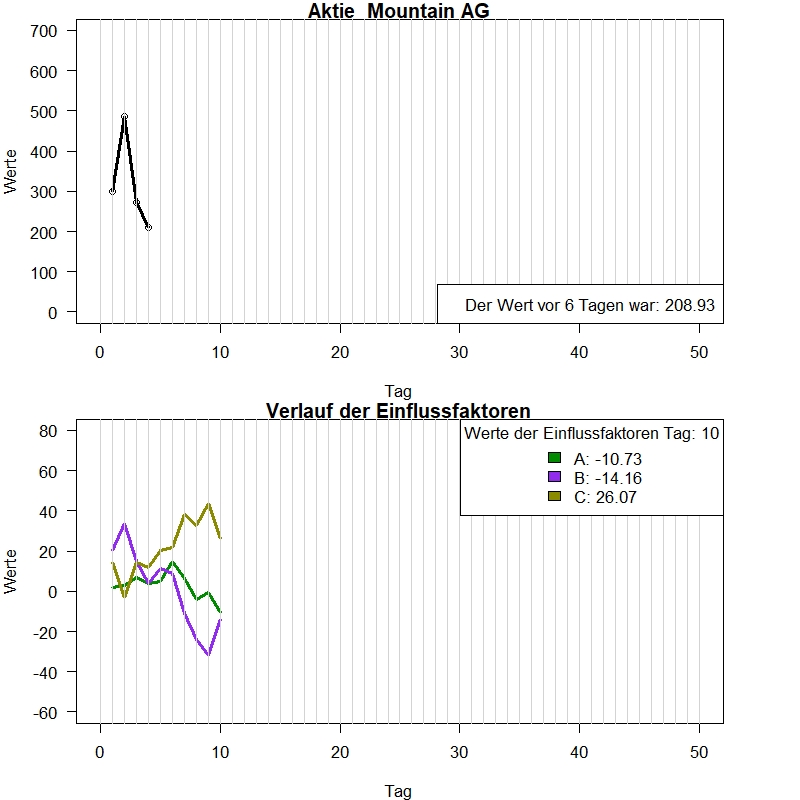 Aktie  Mountain AG
700
600
500
400
300
200
100
0
Werte
Der Wert vor 6 Tagen war: 208.93
0 10 20 30 40 50
Tag
Verlauf der Einflussfaktoren
80
60
40
20
0
-20
-40
-60
Werte
Werte der Einflussfaktoren Tag: 10
A: -10.73
B: -14.16
C: 26.07
0 10 20 30 40 50
Tag